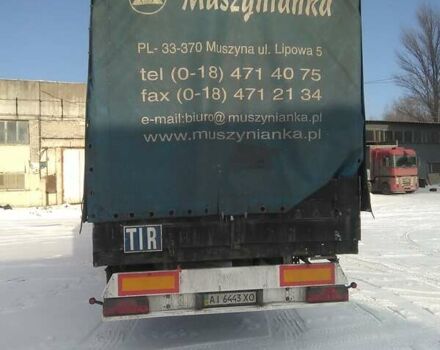 Muszynianka
PL- 33-370 Muszyna ul. Lipowa 5
tel (0-18) 471 40 75
fax (0-18) 471 21 34
e-mail:biuro@muszynianka.pl
www.muszynianka.pl
TIR
AI 6443 XO